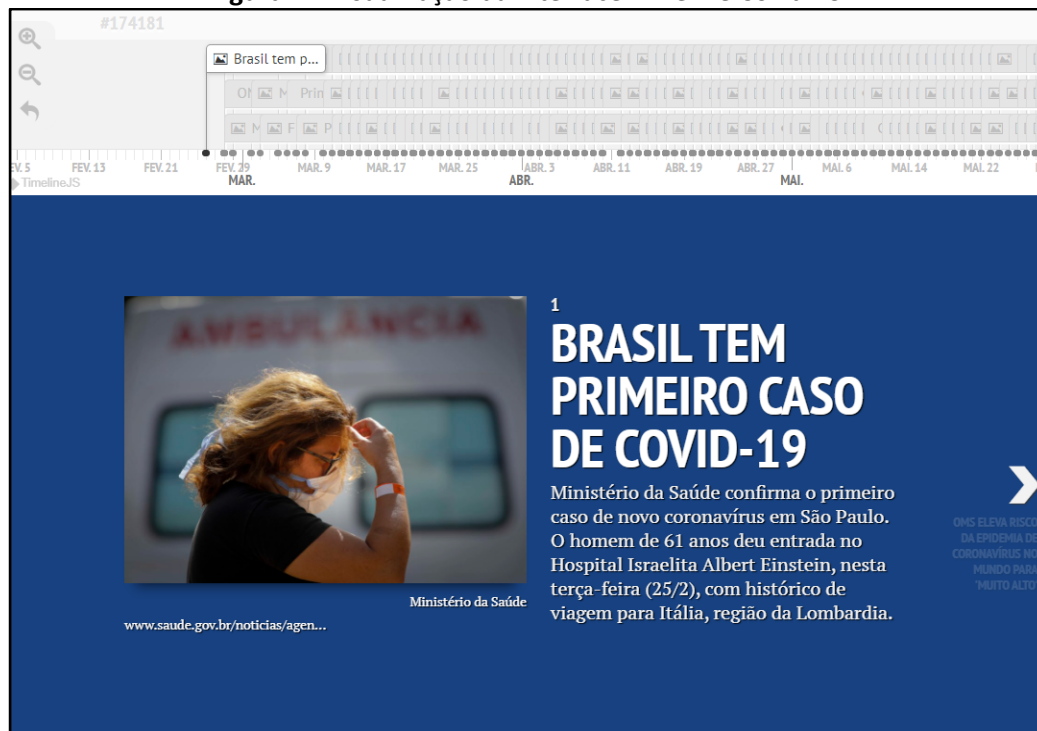 #174181
Brasil tem p...
FEV. 13 FEV. 21 FEV. 29 MAR. 9 MAR. 17 MAR. 25 ABR. 3 ABR. 11 ABR. 19 ABR. 27 MAI. 6 MAI. 14 MAI. 22
MAR. ABR. MAI.
TimelineJS
AMBULÂNCIA
1
BRASIL TEM
PRIMEIRO CASO
DE COVID-19
Ministério da Saúde confirma o primeiro
caso de novo coronavírus em São Paulo.
O homem de 61 anos deu entrada no
Hospital Israelita Albert Einstein, nesta
terça-feira (25/2), com histórico de
viagem para Itália, região da Lombardia.
Ministério da Saúde
www.saude.gov.br/noticias/agen...
OMS ELEVA RISCO
DA EPIDEMIA DE
CORONAVÍRUS NO
MUNDO PARA
'MUITO ALTO'